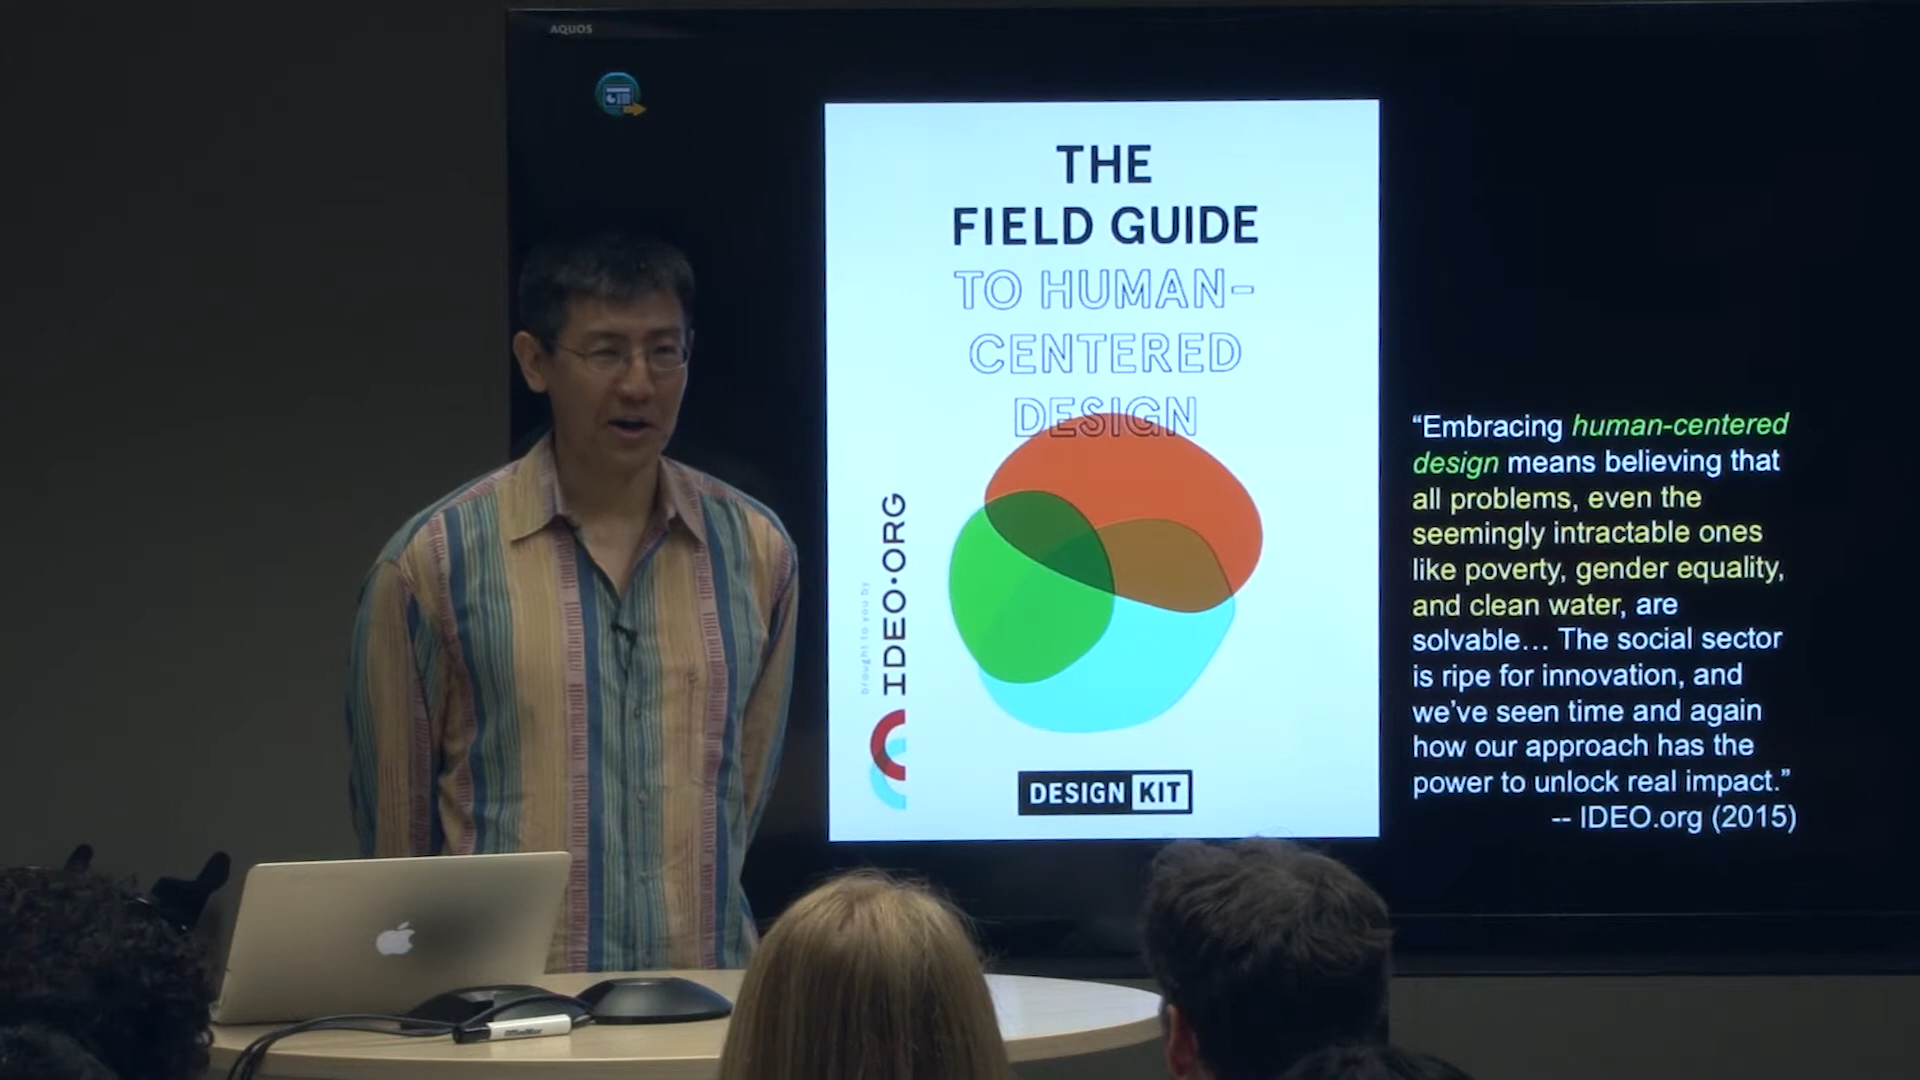 AQUOS
THE
FIELD GUIDE
TO HUMAN-
CENTERED
DESIGN
brought to you by
IDEO.ORG
DESIGN KIT
“Embracing human-centered
design means believing that
all problems, even the
seemingly intractable ones
like poverty, gender equality,
and clean water, are
solvable… The social sector
is ripe for innovation, and
we’ve seen time and again
how our approach has the
power to unlock real impact.”
-- IDEO.org (2015)
OfficeMax